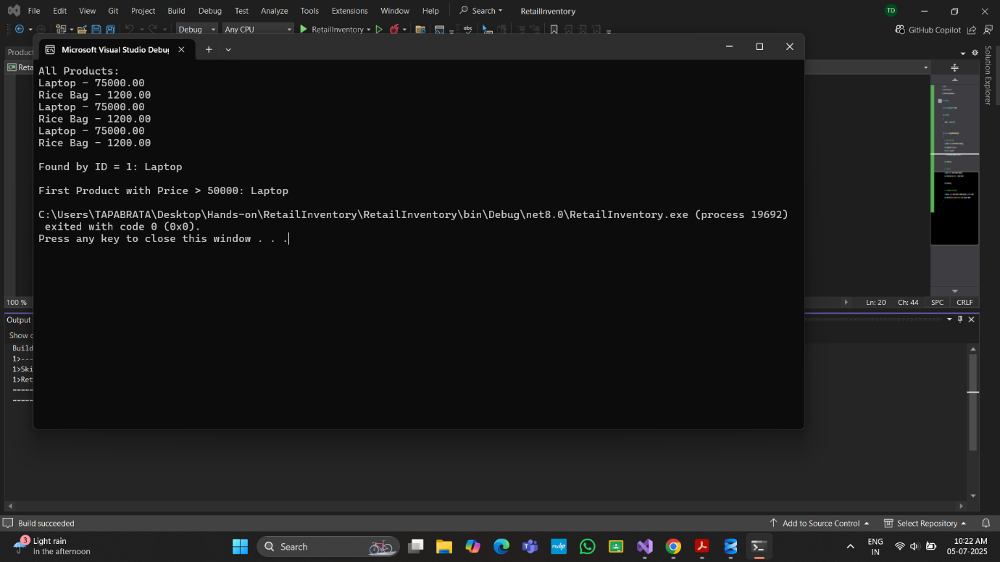 File Edit View Git Project Build Debug Test Analyze Tools Extensions Window Help Search RetailInventory TD
Debug Any CPU RetailInventory GitHub Copilot
Microsoft Visual Studio Debu
Product
Reta
All Products:
Laptop - 75000.00
Rice Bag - 1200.00
Laptop - 75000.00
Rice Bag - 1200.00
Laptop - 75000.00
Rice Bag - 1200.00
Found by ID = 1: Laptop
First Product with Price > 50000: Laptop
C:\Users\TAPABRATA\Desktop\Hands-on\RetailInventory\RetailInventory\bin\Debug\net8.0\RetailInventory.exe (process 19692)
exited with code 0 (0x0).
Press any key to close this window . . .
Solution Explorer
100 % Ln: 20 Ch: 44 SPC CRLF
Output
Show o
Build
1>---
1>Ski
1>Ret
=====
-----
Build succeeded Add to Source Control Select Repository
3 Light rain
In the afternoon
Search
ENG
IN
10:22 AM
05-07-2025